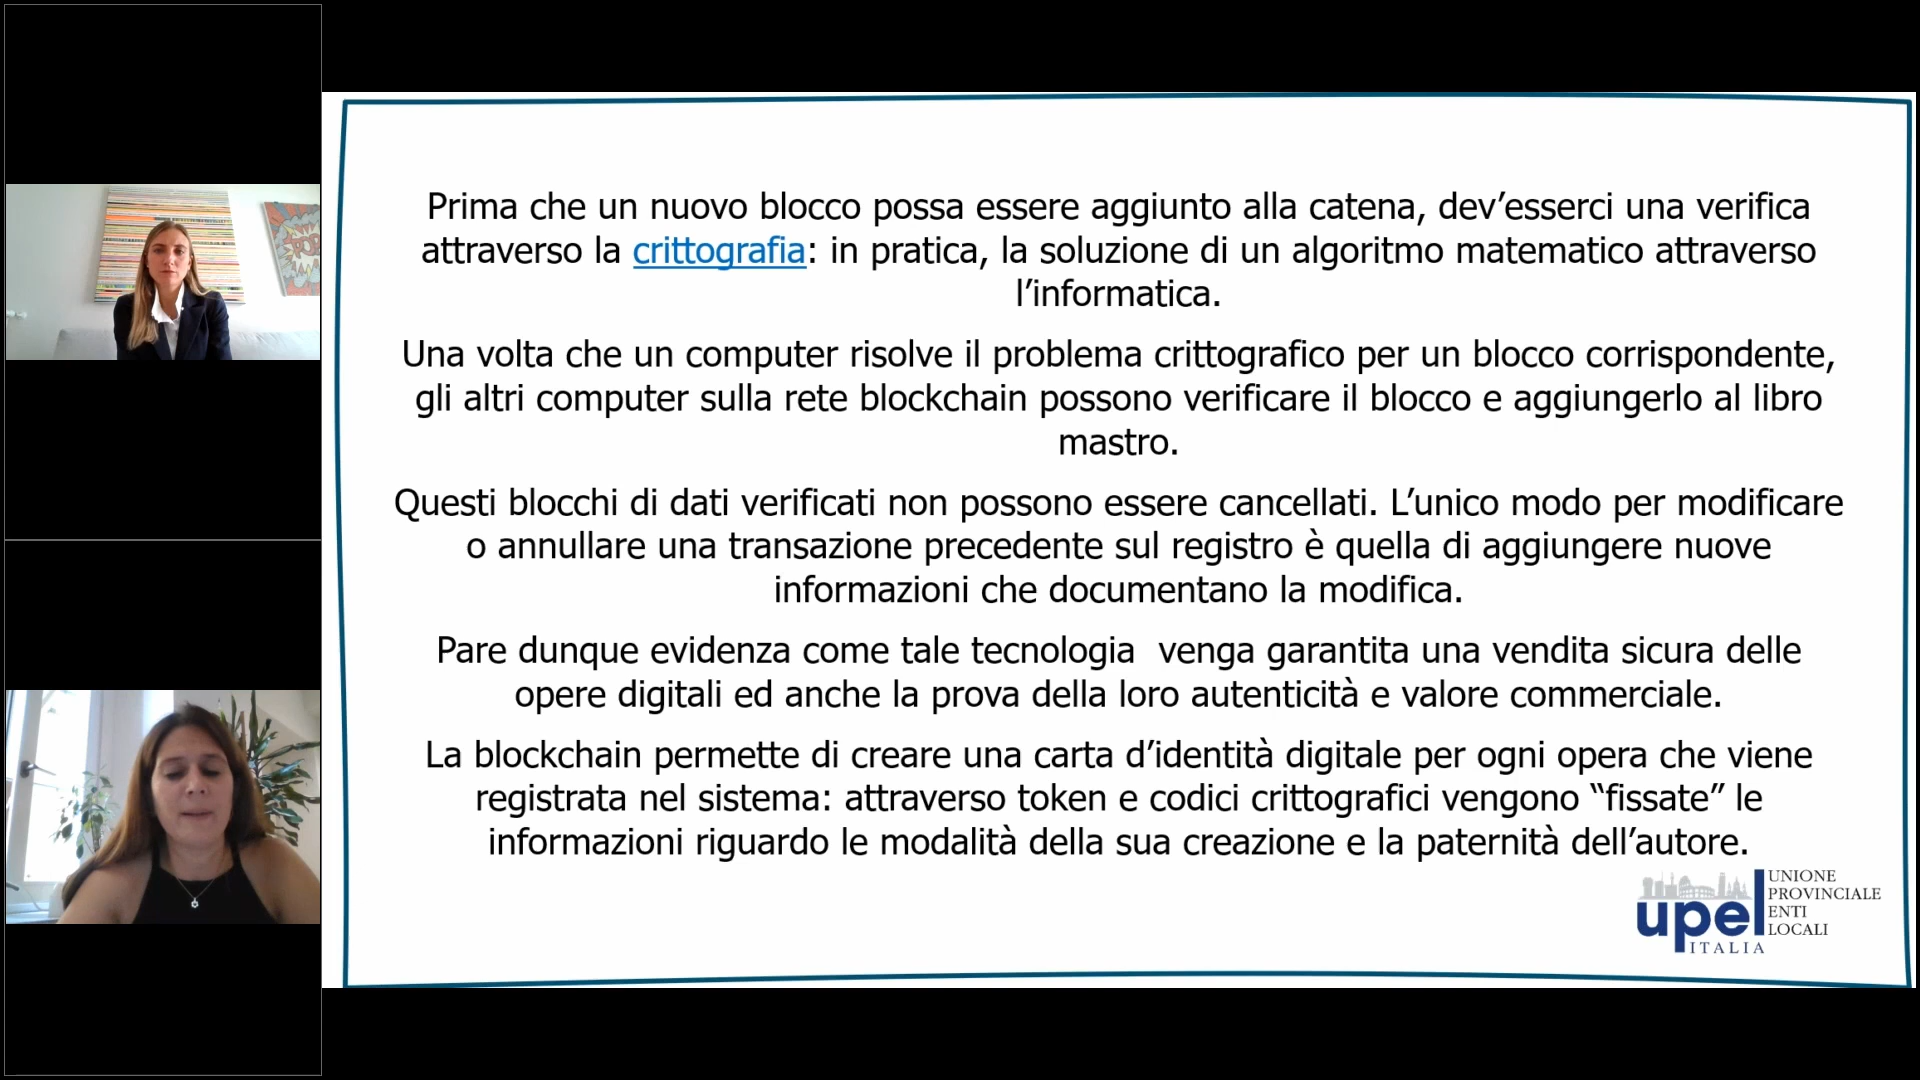 Prima che un nuovo blocco possa essere aggiunto alla catena, dev’esserci una verifica
attraverso la crittografia: in pratica, la soluzione di un algoritmo matematico attraverso
l’informatica.
Una volta che un computer risolve il problema crittografico per un blocco corrispondente,
gli altri computer sulla rete blockchain possono verificare il blocco e aggiungerlo al libro
mastro.
Questi blocchi di dati verificati non possono essere cancellati. L’unico modo per modificare
o annullare una transazione precedente sul registro è quella di aggiungere nuove
informazioni che documentano la modifica.
Pare dunque evidenza come tale tecnologia  venga garantita una vendita sicura delle
opere digitali ed anche la prova della loro autenticità e valore commerciale.
La blockchain permette di creare una carta d’identità digitale per ogni opera che viene
registrata nel sistema: attraverso token e codici crittografici vengono “fissate” le
informazioni riguardo le modalità della sua creazione e la paternità dell’autore.
upel
ITALIA
UNIONE
PROVINCIALE
ENTI
LOCALI